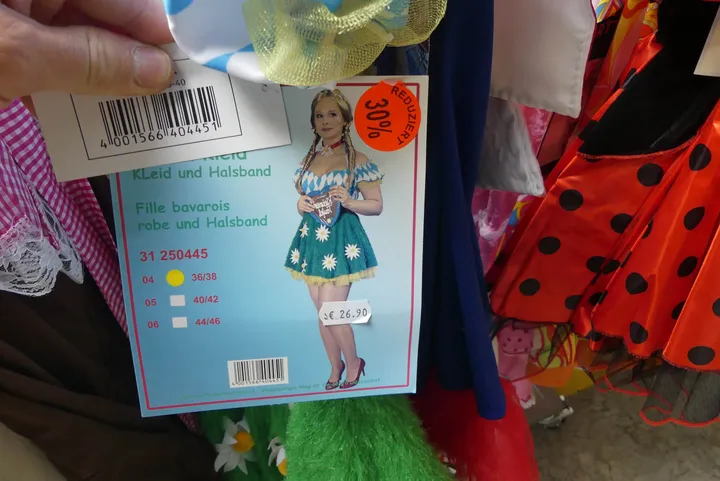 -40
4001566404451
Kleid
KLeid und Halsband
Fille bavarois
robe und Halsband
31 250445
04 36/38
05 40/42
06 44/46
30%
REDUZIERT
€ 26.90